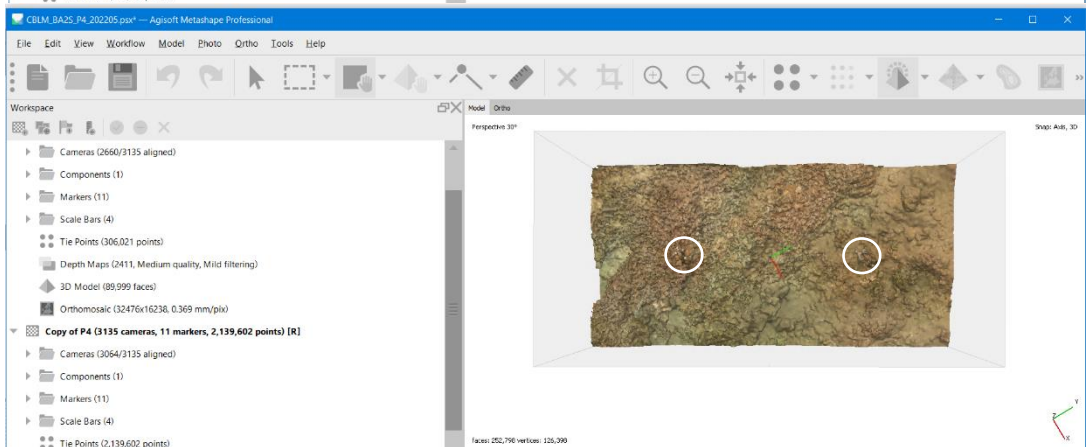 CBLM_BA2S_P4_202205.psx* — Agisoft Metashape Professional
File Edit View Workflow Model Photo Ortho Tools Help
Workspace
Model Ortho
Perspective 30°
Snap: Axis, 3D
Cameras (2660/3135 aligned)
Components (1)
Markers (11)
Scale Bars (4)
Tie Points (306,021 points)
Depth Maps (2411, Medium quality, Mild filtering)
3D Model (89,999 faces)
Orthomosaic (32476x16238, 0.369 mm/pix)
Copy of P4 (3135 cameras, 11 markers, 2,139,602 points) [R]
Cameras (3064/3135 aligned)
Components (1)
Markers (11)
Scale Bars (4)
Tie Points (2,139,602 points)
faces: 252,798 vertices: 126,398
Y
Z
X